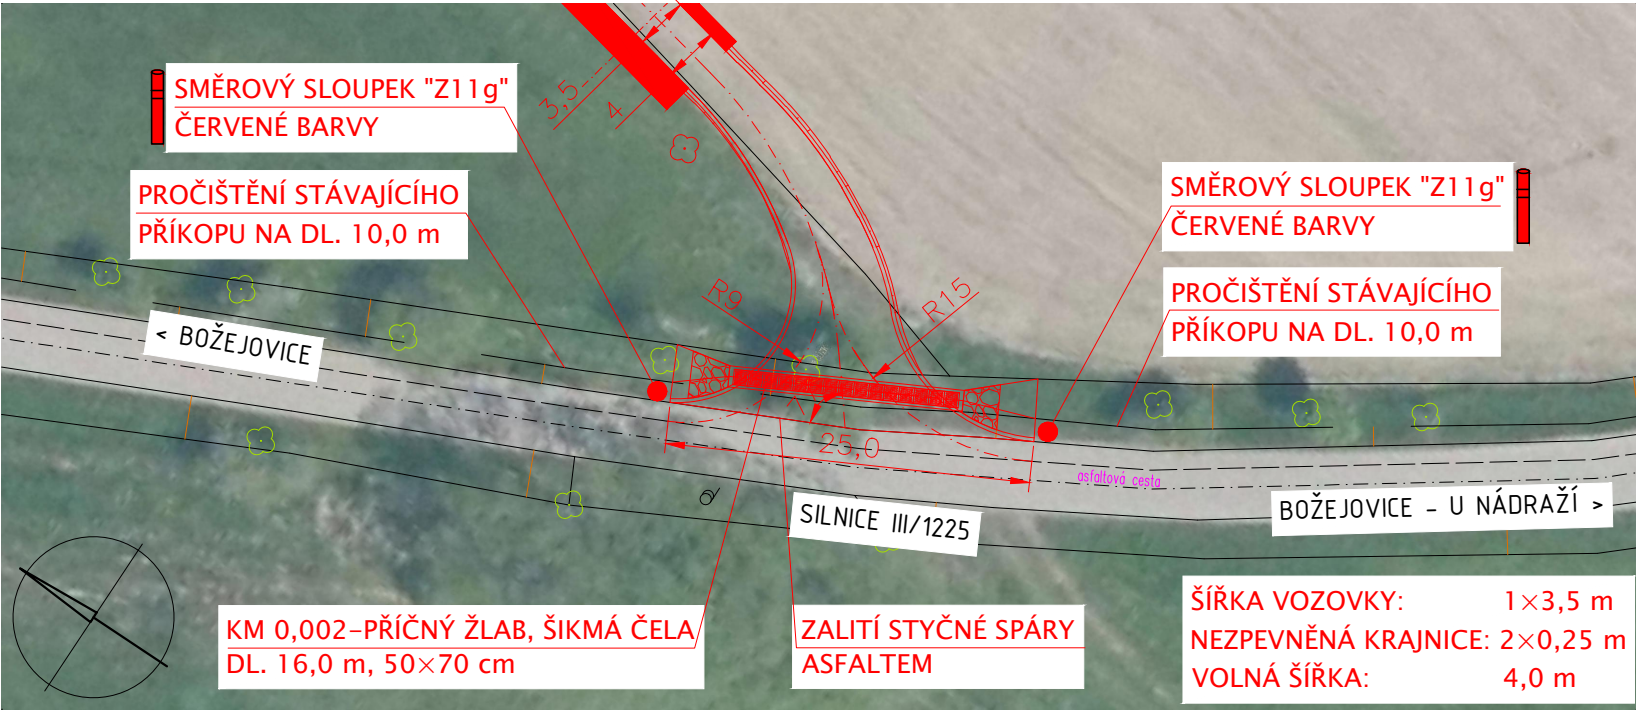 3,5
4
SMĚROVÝ SLOUPEK "Z11g"
ČERVENÉ BARVY
PROČIŠTĚNÍ STÁVAJÍCÍHO
PŘÍKOPU NA DL. 10,0 m
SMĚROVÝ SLOUPEK "Z11g"
ČERVENÉ BARVY
PROČIŠTĚNÍ STÁVAJÍCÍHO
PŘÍKOPU NA DL. 10,0 m
R9
R15
< BOŽEJOVICE
25,0
asfaltová cesta
SILNICE III/1225
BOŽEJOVICE - U NÁDRAŽÍ >
KM 0,002-PŘÍČNÝ ŽLAB, ŠIKMÁ ČELA
DL. 16,0 m, 50×70 cm
ZALITÍ STYČNÉ SPÁRY
ASFALTEM
ŠÍŘKA VOZOVKY: 1×3,5 m
NEZPEVNĚNÁ KRAJNICE: 2×0,25 m
VOLNÁ ŠÍŘKA: 4,0 m